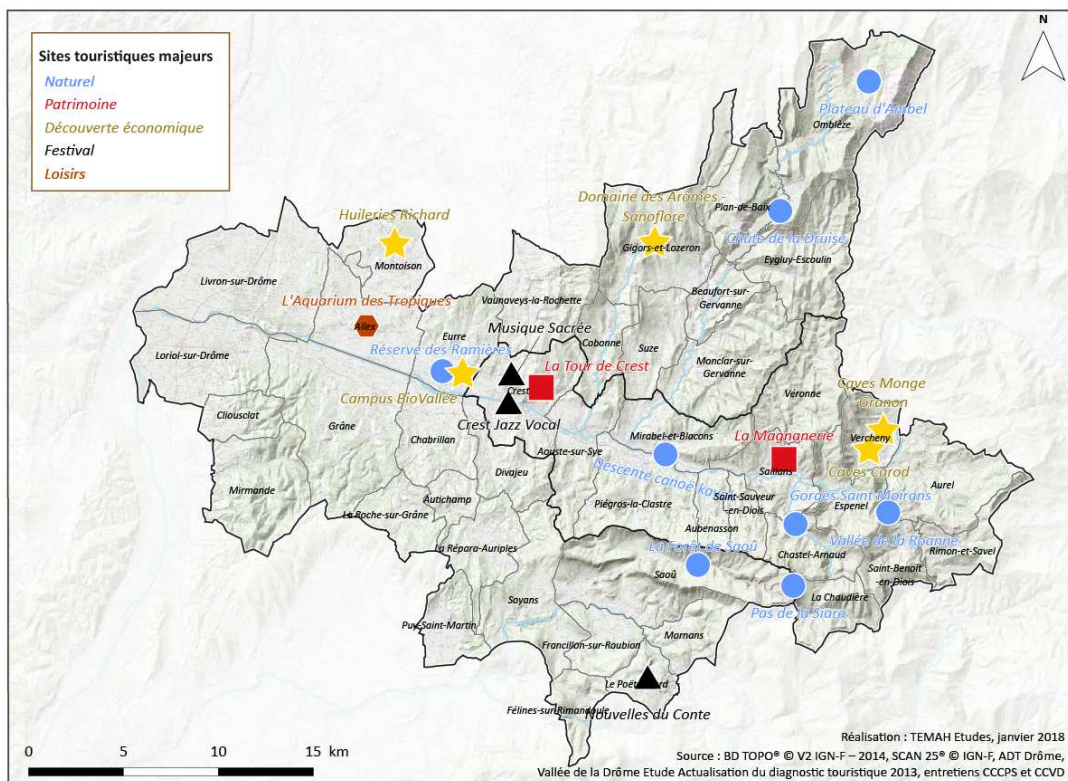 N
Sites touristiques majeurs
Naturel
Patrimoine
Découverte économique
Festival
Loisirs
Plateau d'Ambel
Omblèze
Domaine des Arômes -
Sanoflore
Plan-de-Baix
Huileries Richard
Chute de la Druise
Gigors-et-Lozeron
Montoison
Eygluy-Escoulin
Livron-sur-Drôme
L'Aquarium des Tropiques
Vaunaveys-la-Rochette
Beaufort-sur-
Gervanne
Allex
Musique Sacrée
Eurre
Cobonne
Suze
Loriol-sur-Drôme
Réserve des Ramières
La Tour de Crest
Monclar-sur-
Gervanne
Caves Monge
Granon
Crest
Véronne
Campus BioVallée
Cliousclat
Grâne
Crest Jazz Vocal
Chabrillan
Mirabel-et-Blacons
La Magnanerie
Vercheny
Aouste-sur-Sye
Saillans
Caves Carod
Divajeu
Descente canoë-kayak
Aurel
Mirmande
Autichamp
Piégros-la-Clastre
Saint-Sauveur
-en-Diois
Gorges Saint Moirans
Espenel
La Roche-sur-Grâne
Aubenasson
Vallée de la Roanne
La Répara-Auriples
La Forêt de Saoû
Chastel-Arnaud
Rimon-et-Savel
Saint-Benoit
-en-Diois
Saoû
La Chaudière
Soyans
Pas de la Siara
Puy-Saint-Martin
Mornans
Francillon-sur-Roubion
Le Poët
Félines-sur-Rimandoule
Nouvelles du Conte
0 5 10 15 km
Réalisation : TEMAH Etudes, janvier 2018
Source : BD TOPO® © V2 IGN-F – 2014, SCAN 25® © IGN-F, ADT Drôme,
Vallée de la Drôme Etude Actualisation du diagnostic touristique 2013, entretiens CCCPS et CCVD